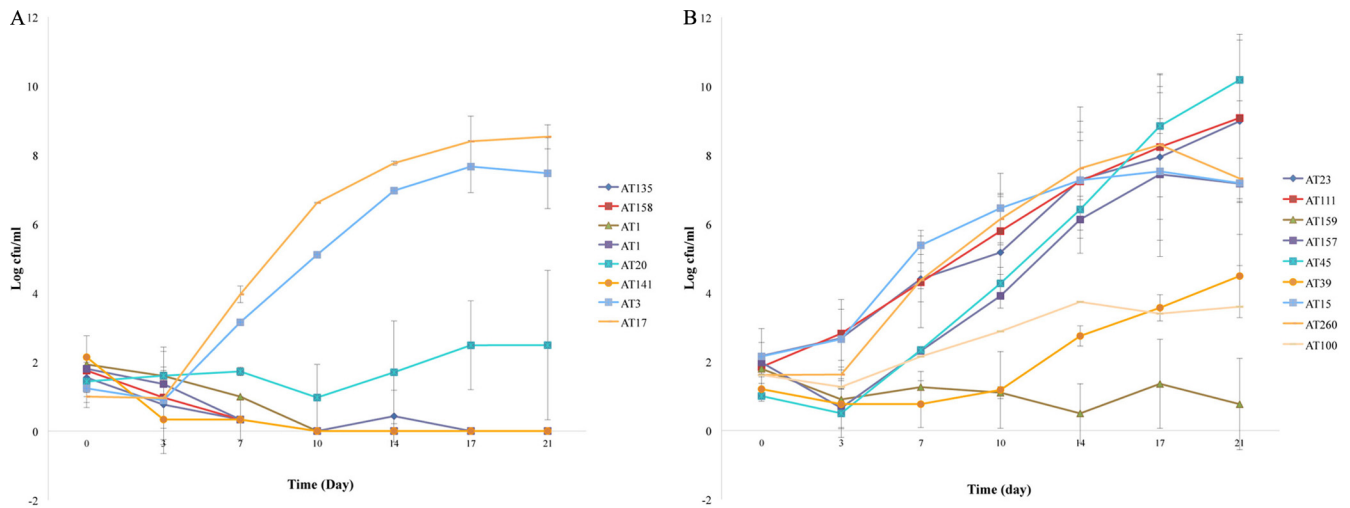 A
12
10
8
6
4
2
0
-2
Log cfu/ml
0 3 7 10 14 17 21
Time (Day)
AT135
AT158
AT1
AT1
AT20
AT141
AT3
AT17
B
12
10
8
6
4
2
0
-2
Log cfu/ml
0 3 7 10 14 17 21
Time (day)
AT23
AT111
AT159
AT157
AT45
AT39
AT15
AT260
AT100